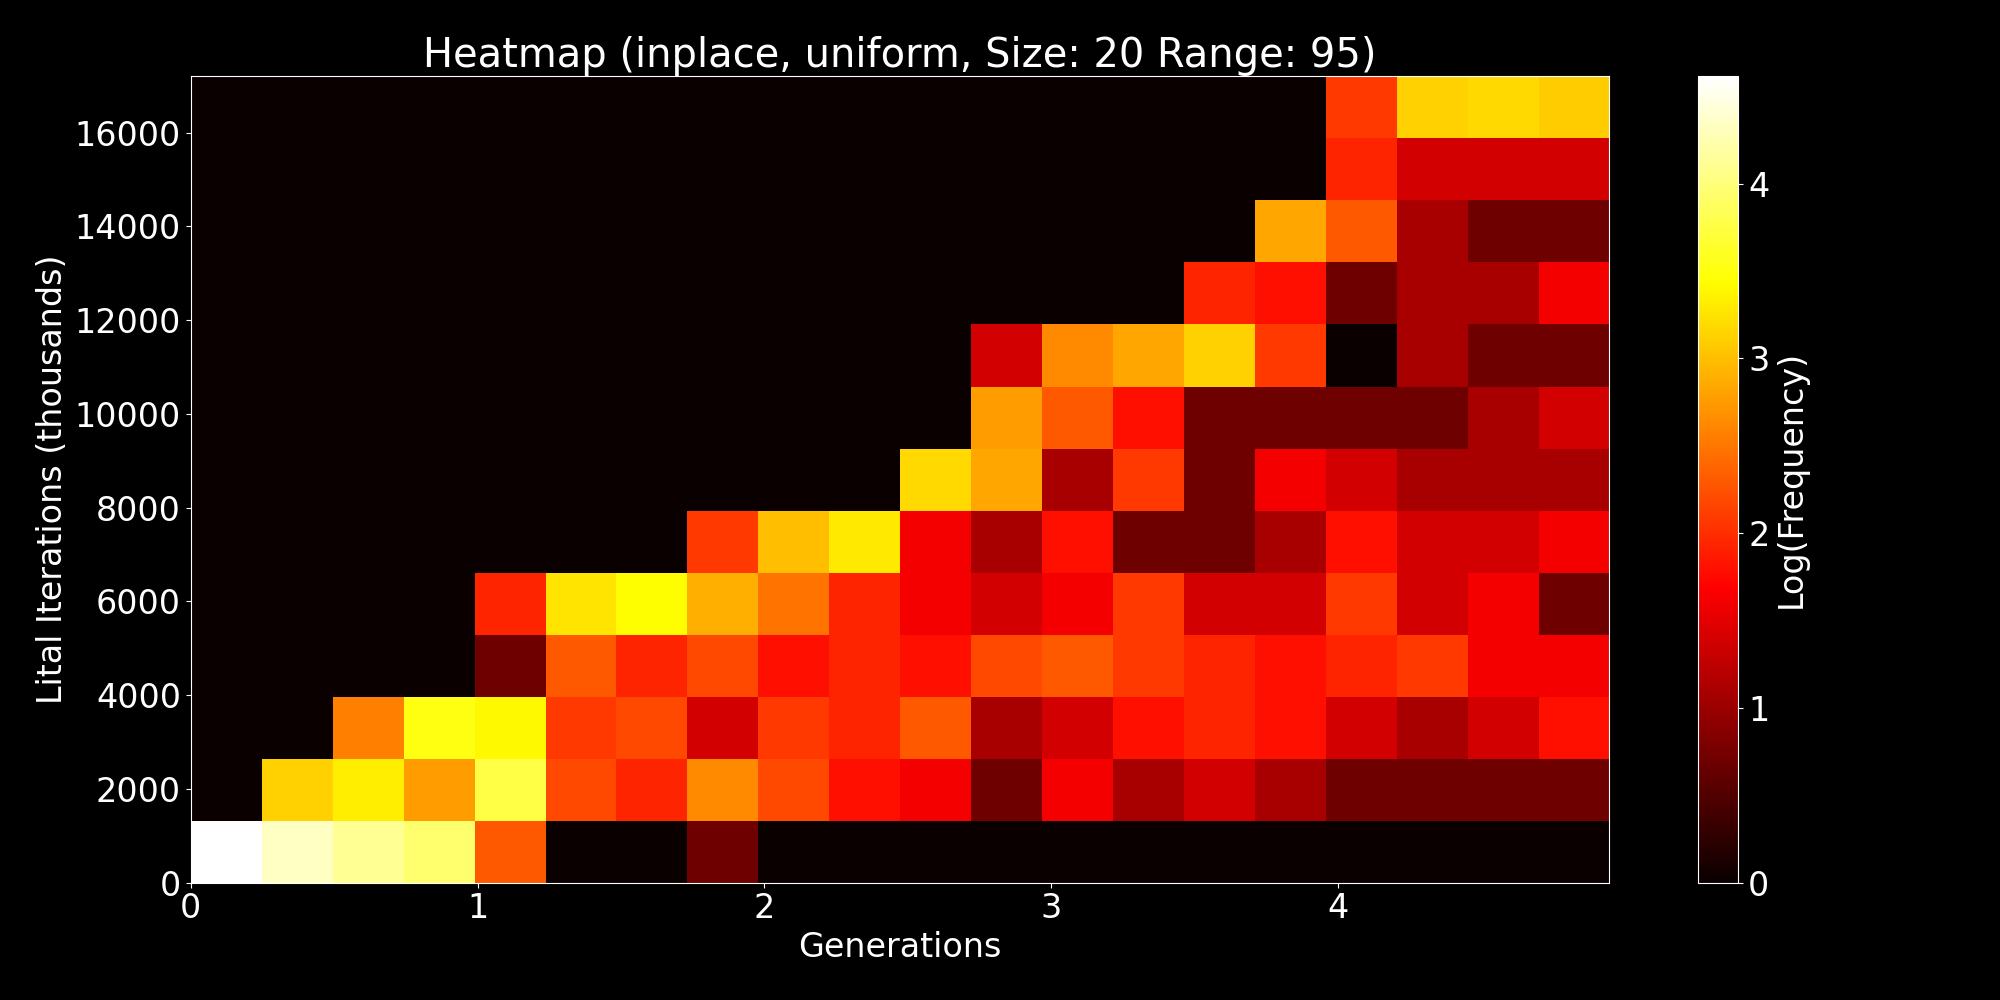 Heatmap (inplace, uniform, Size: 20 Range: 95)
Lital Iterations (thousands)
16000
14000
12000
10000
8000
6000
4000
2000
0
0 1 2 3 4
Generations
4
3
2
1
0
Log(Frequency)